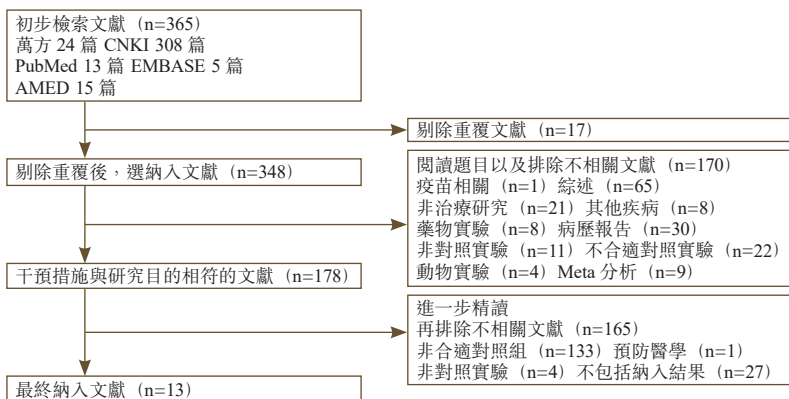 初步檢索文獻（n=365）
萬方 24 篇 CNKI 308 篇
PubMed 13 篇 EMBASE 5 篇
AMED 15 篇
剔除重覆文獻（n=17）
剔除重覆後，選納入文獻（n=348）
閱讀題目以及排除不相關文獻（n=170）
疫苗相關（n=1）綜述（n=65）
非治療研究（n=21）其他疾病（n=8）
藥物實驗（n=8）病歷報告（n=30）
非對照實驗（n=11）不合適對照實驗（n=22）
動物實驗（n=4）Meta 分析（n=9）
干預措施與研究目的相符的文獻（n=178）
進一步精讀
再排除不相關文獻（n=165）
非合適對照組（n=133）預防醫學（n=1）
非對照實驗（n=4）不包括納入結果（n=27）
最終納入文獻（n=13）